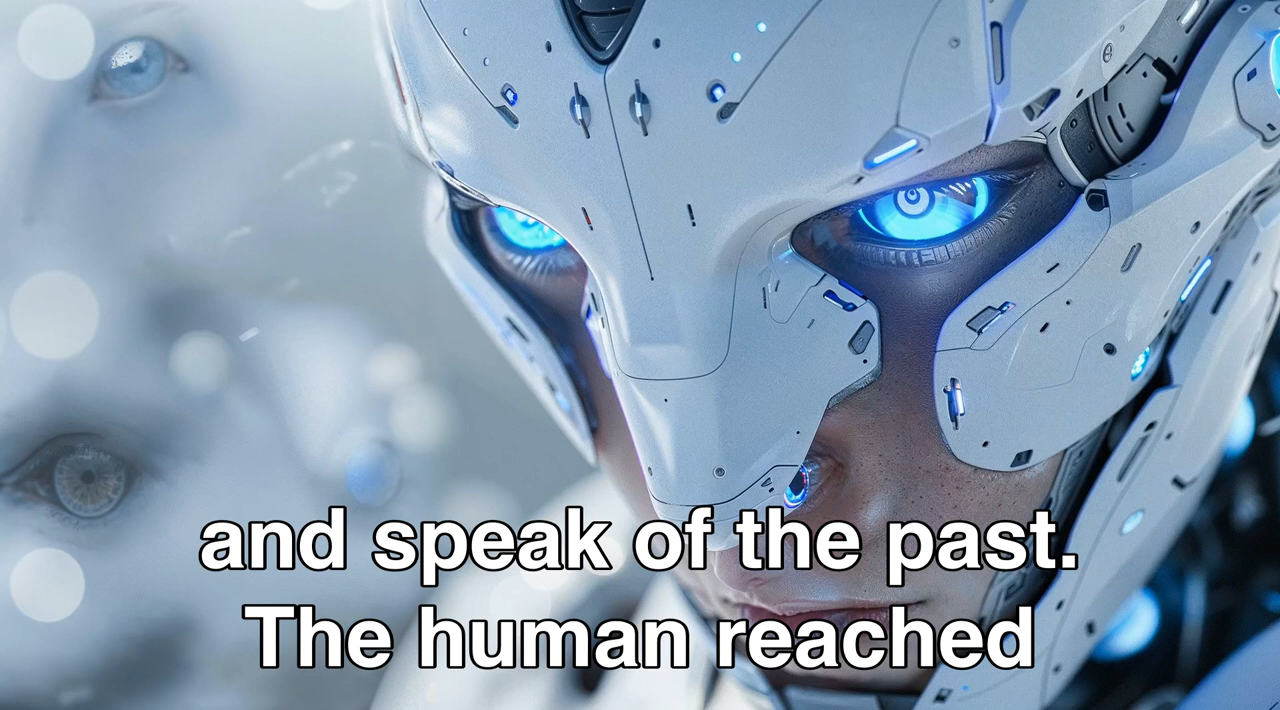 and speak of the past.
The human reached